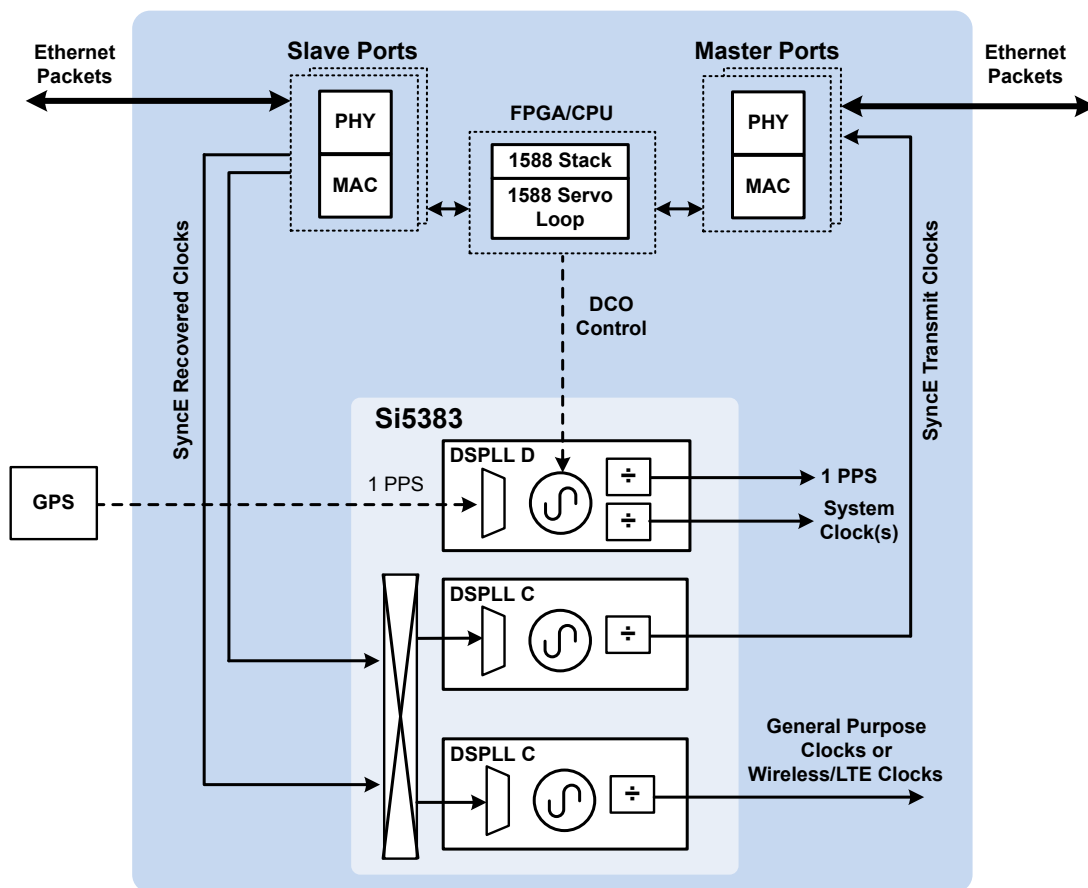 Slave Ports
Master Ports
Ethernet
Packets
Ethernet
Packets
FPGA/CPU
PHY
MAC
1588 Stack
1588 Servo
Loop
PHY
MAC
SyncE Recovered Clocks
DCO
Control
SyncE Transmit Clocks
Si5383
DSPLL D
GPS
1 PPS
÷
÷
1 PPS
System
Clock(s)
DSPLL C
÷
DSPLL C
÷
General Purpose
Clocks or
Wireless/LTE Clocks